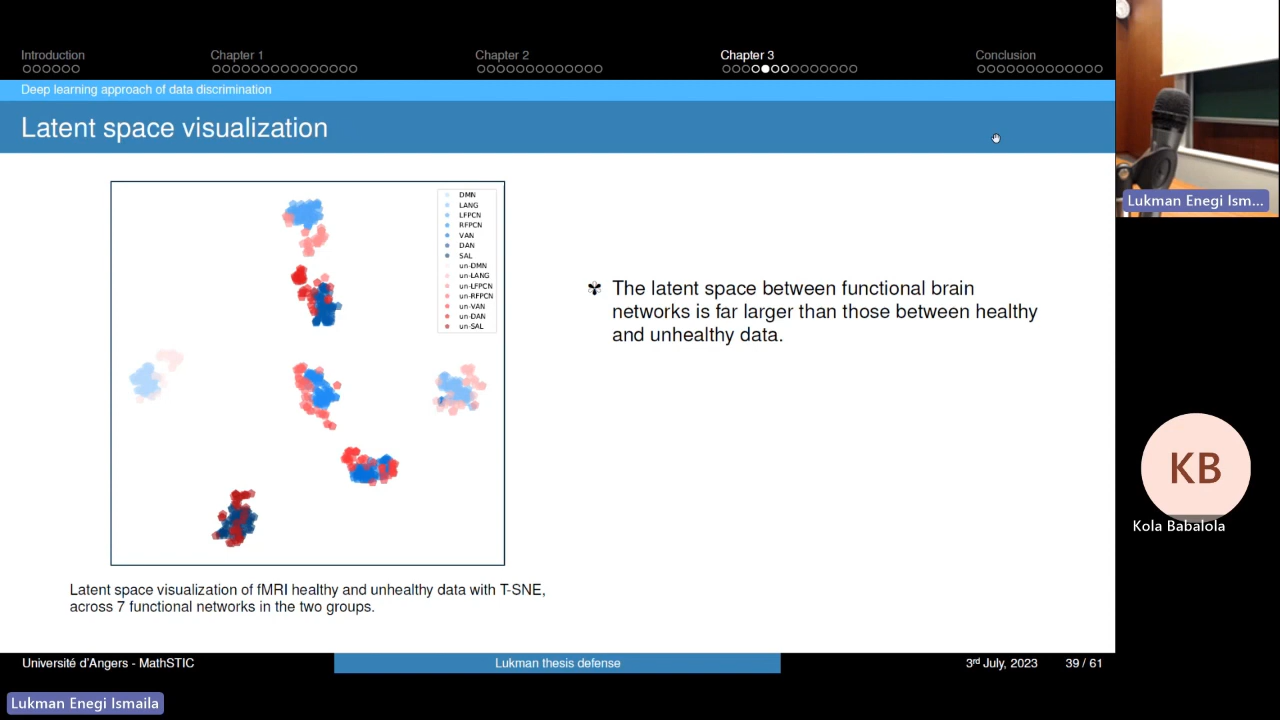 Introduction
Chapter 1
Chapter 2
Chapter 3
Conclusion
Deep learning approach of data discrimination
Latent space visualization
DMN
LANG
LFPCN
RFPCN
VAN
DAN
SAL
un-DMN
un-LANG
un-LFPCN
un-RFPCN
un-VAN
un-DAN
un-SAL
The latent space between functional brain
networks is far larger than those between healthy
and unhealthy data.
Latent space visualization of fMRI healthy and unhealthy data with T-SNE,
across 7 functional networks in the two groups.
Université d'Angers - MathSTIC
Lukman thesis defense
3rd July, 2023
39 / 61
Lukman Enegi Ism...
KB
Kola Babalola
Lukman Enegi Ismaila